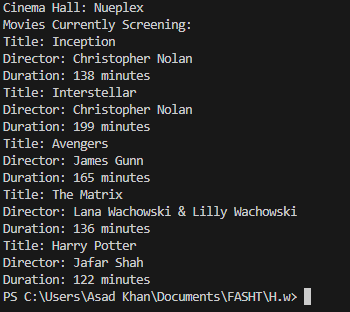 Cinema Hall: Nueplex
Movies Currently Screening:
Title: Inception
Director: Christopher Nolan
Duration: 138 minutes
Title: Interstellar
Director: Christopher Nolan
Duration: 199 minutes
Title: Avengers
Director: James Gunn
Duration: 165 minutes
Title: The Matrix
Director: Lana Wachowski & Lilly Wachowski
Duration: 136 minutes
Title: Harry Potter
Director: Jafar Shah
Duration: 122 minutes
PS C:\Users\Asad Khan\Documents\FASHT\H.w>